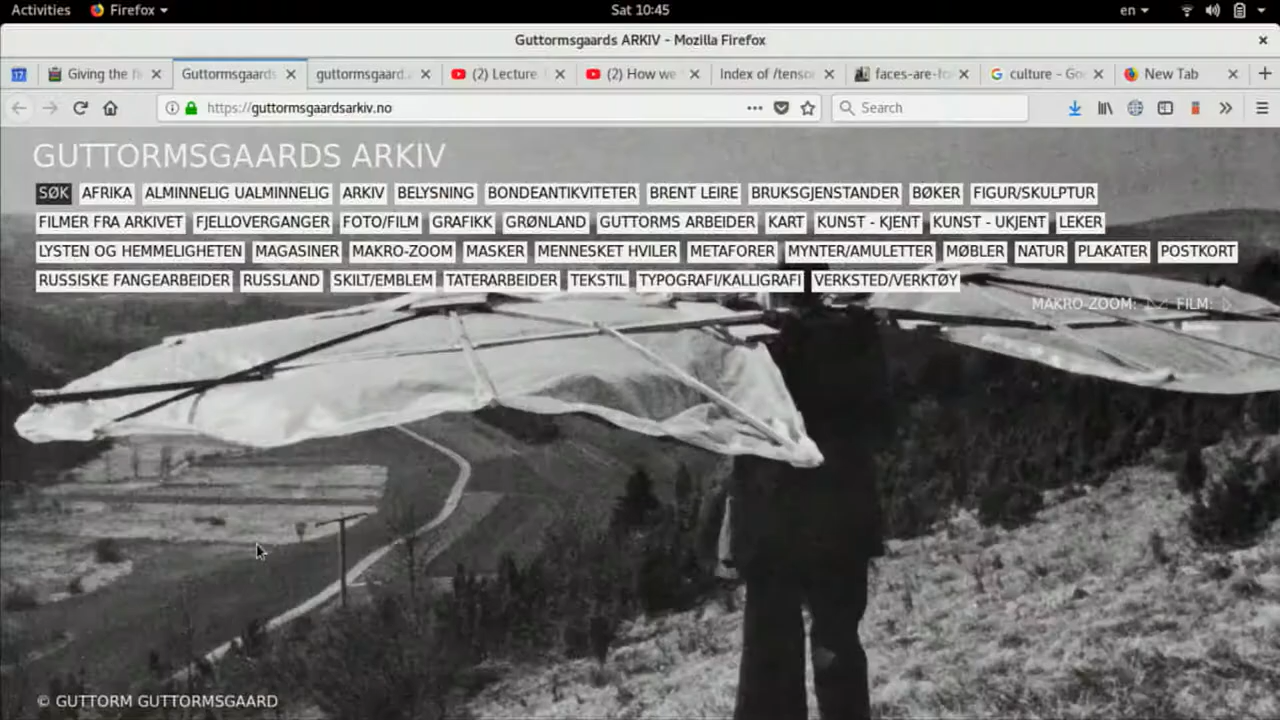 Activities Firefox Sat 10:45 en
Guttormsgaards ARKIV - Mozilla Firefox
17 Giving the Guttormsgaards guttormsgaard. (2) Lecture (2) How we Index of /tenso faces-are-fo culture - Go New Tab
https://guttormsgaardsarkiv.no Search
GUTTORMSGAARDS ARKIV
SØK AFRIKA ALMINNELIG UALMINNELIG ARKIV BELYSNING BONDEANTIKVITETER BRENT LEIRE BRUKSGJENSTANDER BØKER FIGUR/SKULPTUR
FILMER FRA ARKIVET FJELLOVERGANGER FOTO/FILM GRAFIKK GRØNLAND GUTTORMS ARBEIDER KART KUNST - KJENT KUNST - UKJENT LEKER
LYSTEN OG HEMMELIGHETEN MAGASINER MAKRO-ZOOM MASKER MENNESKET HVILER METAFORER MYNTER/AMULETTER MØBLER NATUR PLAKATER POSTKORT
RUSSISKE FANGEARBEIDER RUSSLAND SKILT/EMBLEM TATERARBEIDER TEKSTIL TYPOGRAFI/KALLIGRAFI VERKSTED/VERKTØY
MAKRO-ZOOM: FILM:
© GUTTORM GUTTORMSGAARD